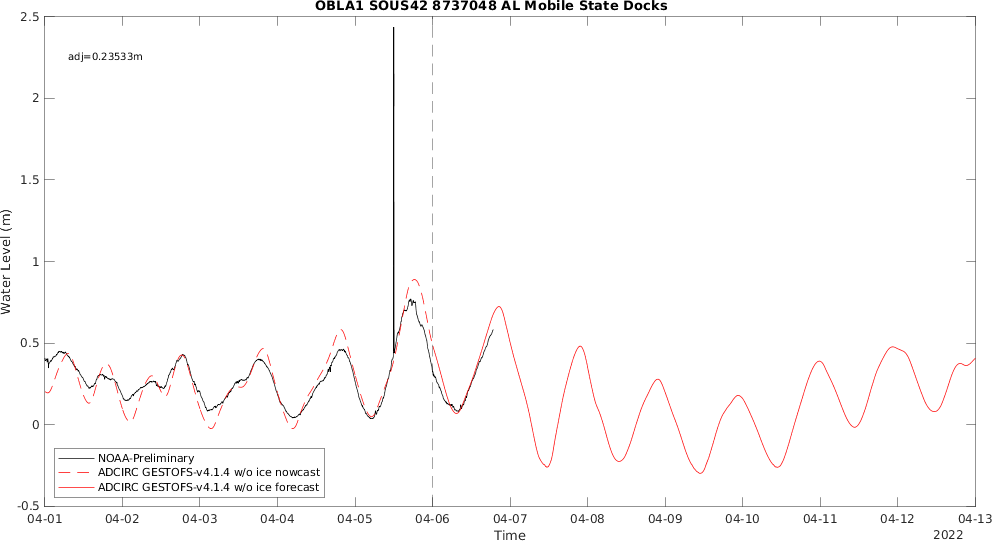 OBLA1 SOUS42 8737048 AL Mobile State Docks
2.5
adj=0.23533m
2
1.5
Water Level (m)
1
0.5
0
NOAA-Preliminary
ADCIRC GESTOFS-v4.1.4 w/o ice nowcast
ADCIRC GESTOFS-v4.1.4 w/o ice forecast
-0.5
04-01 04-02 04-03 04-04 04-05 04-06 04-07 04-08 04-09 04-10 04-11 04-12 04-13
Time
2022